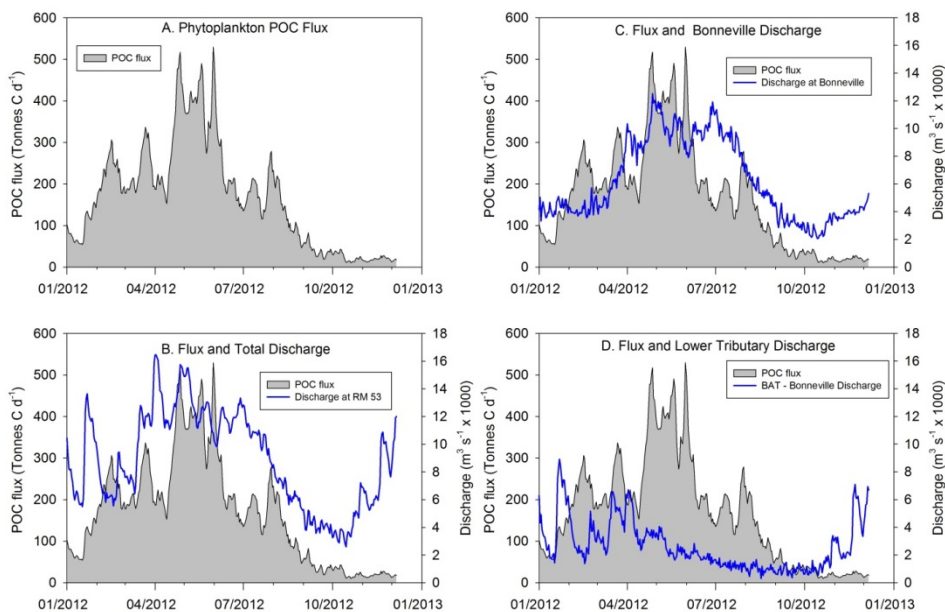 A. Phytoplankton POC Flux
POC flux
POC flux (Tonnes C d⁻¹)
600
500
400
300
200
100
0
01/2012 04/2012 07/2012 10/2012 01/2013
C. Flux and Bonneville Discharge
POC flux
Discharge at Bonneville
POC flux (Tonnes C d⁻¹)
600
500
400
300
200
100
0
18
16
14
12
10
8
6
4
2
0
Discharge (m³ s⁻¹ x 1000)
01/2012 04/2012 07/2012 10/2012 01/2013
B. Flux and Total Discharge
POC flux
Discharge at RM 53
POC flux (Tonnes C d⁻¹)
600
500
400
300
200
100
0
18
16
14
12
10
8
6
4
2
0
Discharge (m³ s⁻¹ x 1000)
01/2012 04/2012 07/2012 10/2012 01/2013
D. Flux and Lower Tributary Discharge
POC flux
BAT - Bonneville Discharge
POC flux (Tonnes C d⁻¹)
600
500
400
300
200
100
0
18
16
14
12
10
8
6
4
2
0
Discharge (m³ s⁻¹ x 1000)
01/2012 04/2012 07/2012 10/2012 01/2013